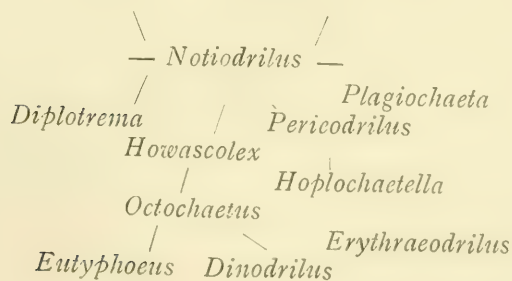 — Notiodrilus —
Plagiochaeta
Diplotrema
Pericodrilus
Howascolex
Hoplochaetella
Octochaetus
Erythraeodrilus
Eutyphoeus Dinodrilus